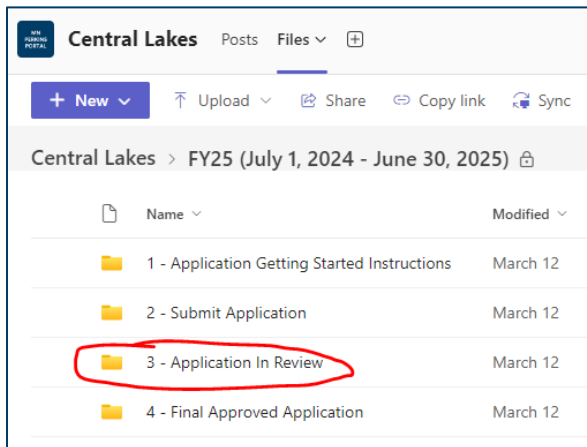 MN
PERKINS
PORTAL
Central Lakes Posts Files
+ New Upload Share Copy link Sync
Central Lakes > FY25 (July 1, 2024 - June 30, 2025)
Name Modified
1 - Application Getting Started Instructions March 12
2 - Submit Application March 12
3 - Application In Review March 12
4 - Final Approved Application March 12